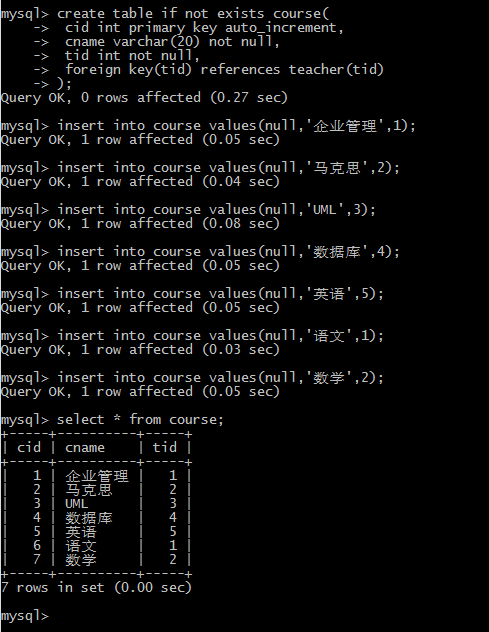 mysql> create table if not exists course(
    ->  cid int primary key auto_increment,
    ->  cname varchar(20) not null,
    ->  tid int not null,
    ->  foreign key(tid) references teacher(tid)
    -> );
Query OK, 0 rows affected (0.27 sec)
mysql> insert into course values(null,'企业管理',1);
Query OK, 1 row affected (0.05 sec)
mysql> insert into course values(null,'马克思',2);
Query OK, 1 row affected (0.04 sec)
mysql> insert into course values(null,'UML',3);
Query OK, 1 row affected (0.08 sec)
mysql> insert into course values(null,'数据库',4);
Query OK, 1 row affected (0.05 sec)
mysql> insert into course values(null,'英语',5);
Query OK, 1 row affected (0.05 sec)
mysql> insert into course values(null,'语文',1);
Query OK, 1 row affected (0.03 sec)
mysql> insert into course values(null,'数学',2);
Query OK, 1 row affected (0.05 sec)
mysql> select * from course;
+-----+----------+-----+
| cid | cname    | tid |
+-----+----------+-----+
|   1 | 企业管理 |   1 |
|   2 | 马克思   |   2 |
|   3 | UML      |   3 |
|   4 | 数据库   |   4 |
|   5 | 英语     |   5 |
|   6 | 语文     |   1 |
|   7 | 数学     |   2 |
+-----+----------+-----+
7 rows in set (0.00 sec)
mysql>